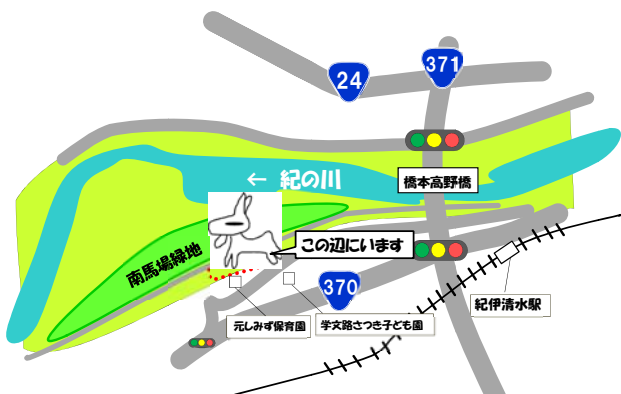 24
371
橋本高野橋
← 紀の川
この辺にいます
南馬場緑地
370
紀伊清水駅
元しみず保育園
学文路さつき子ども園